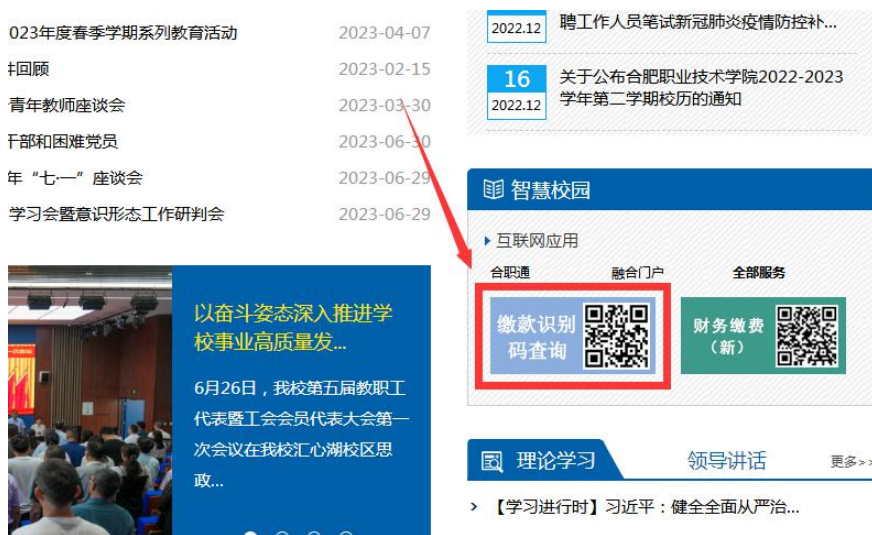 023年度春季学期系列教育活动 2023-04-07
回顾 2023-02-15
青年教师座谈会 2023-03-30
干部和困难党员 2023-06-30
年“七·一”座谈会 2023-06-29
学习会暨意识形态工作研判会 2023-06-29
以奋斗姿态深入推进学
校事业高质量发...
6月26日，我校第五届教职工
代表暨工会会员代表大会第一
次会议在我校汇心湖校区思
政...
2022.12 聘工作人员笔试新冠肺炎疫情防控补...
16 关于公布合肥职业技术学院2022-2023
2022.12 学年第二学期校历的通知
智慧校园
互联网应用
合职通 融合门户 全部服务
缴款识别
码查询
财务缴费
（新）
理论学习 领导讲话 更多>>
【学习进行时】习近平：健全全面从严治...